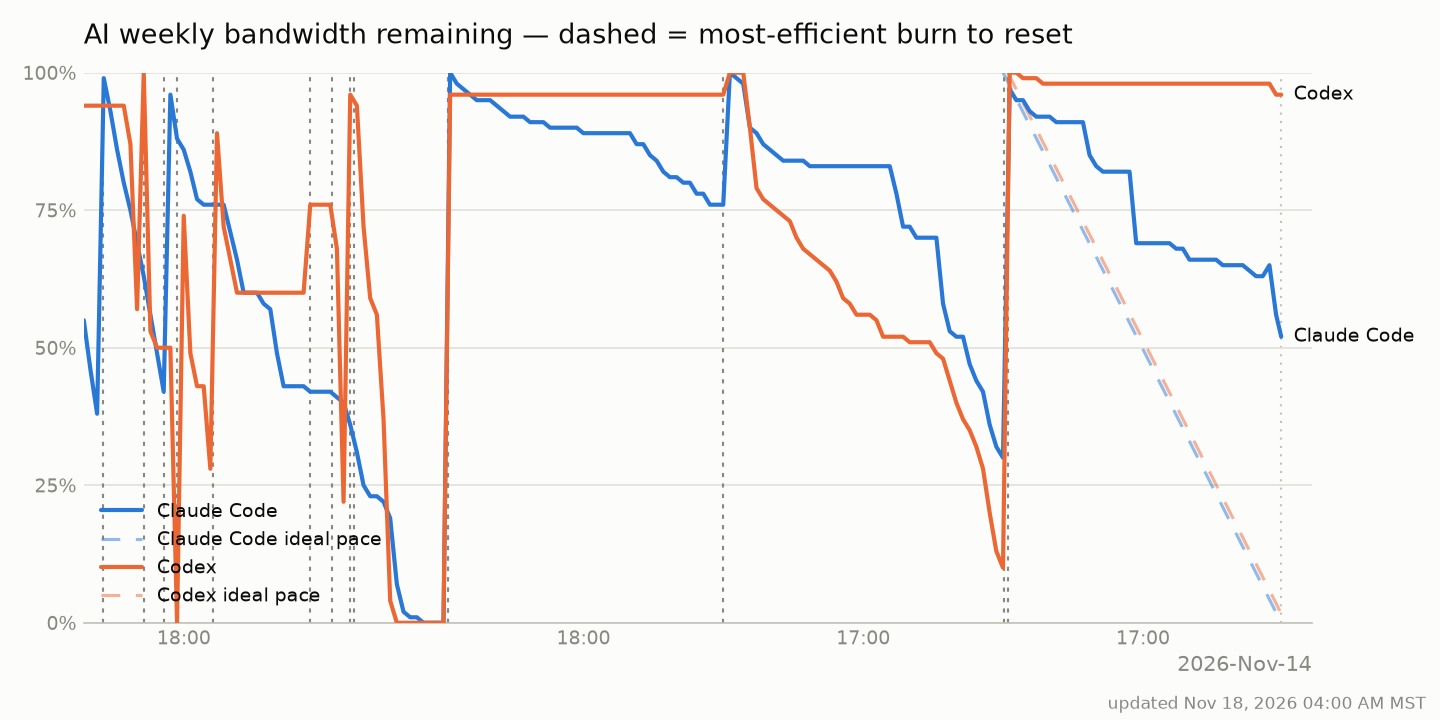 AI weekly bandwidth remaining — dashed = most-efficient burn to reset
100%
75%
50%
25%
0%
Codex
Claude Code
Claude Code
Claude Code ideal pace
Codex
Codex ideal pace
18:00
18:00
17:00
17:00
2026-Nov-14
updated Nov 18, 2026 04:00 AM MST